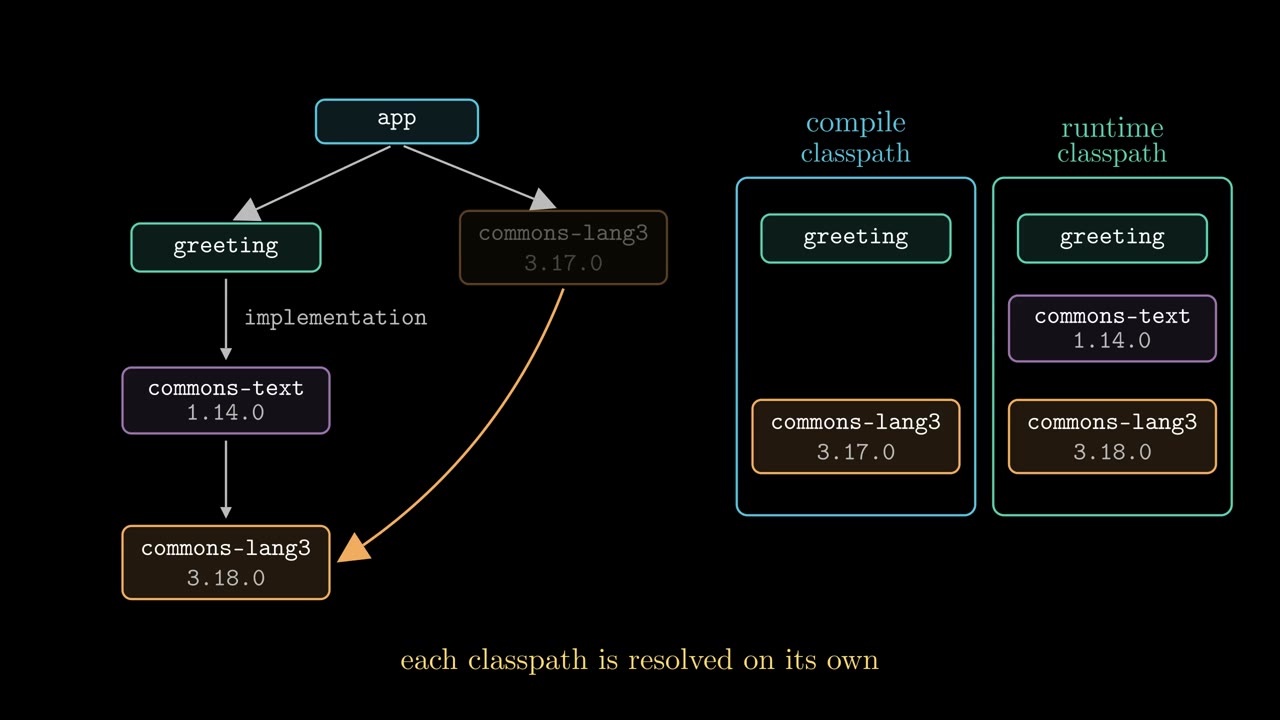 app
greeting
commons-lang3
3.17.0
implementation
commons-text
1.14.0
commons-lang3
3.18.0
compile
classpath
greeting
commons-lang3
3.17.0
runtime
classpath
greeting
commons-text
1.14.0
commons-lang3
3.18.0
each classpath is resolved on its own